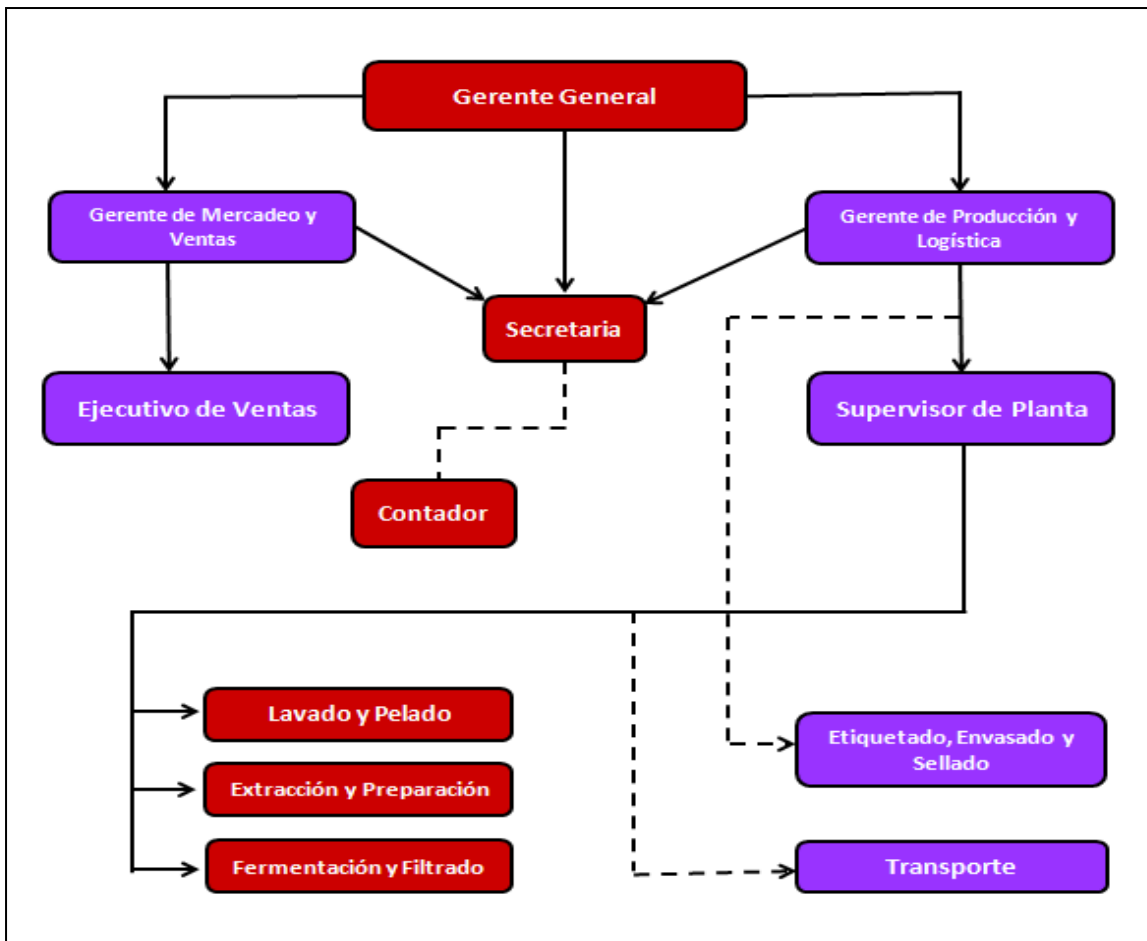 Gerente General
Gerente de Mercadeo y
Ventas
Gerente de Producción y
Logística
Secretaria
Ejecutivo de Ventas
Supervisor de Planta
Contador
Lavado y Pelado
Etiquetado, Envasado y
Sellado
Extracción y Preparación
Fermentación y Filtrado
Transporte